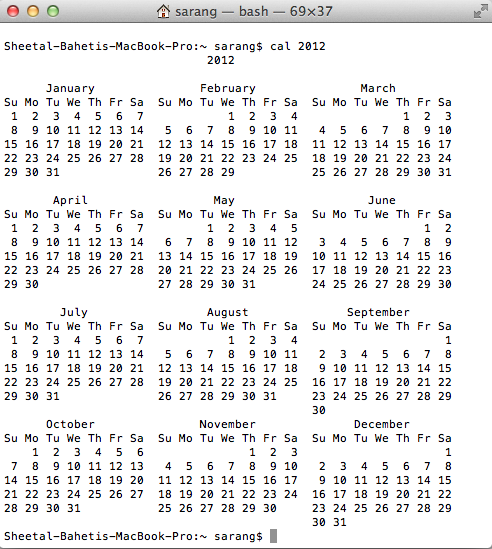 sarang — bash — 69×37
Sheetal-Bahetis-MacBook-Pro:~ sarang$ cal 2012
                             2012

      January               February               March
Su Mo Tu We Th Fr Sa  Su Mo Tu We Th Fr Sa  Su Mo Tu We Th Fr Sa
 1  2  3  4  5  6  7            1  2  3  4               1  2  3
 8  9 10 11 12 13 14   5  6  7  8  9 10 11   4  5  6  7  8  9 10
15 16 17 18 19 20 21  12 13 14 15 16 17 18  11 12 13 14 15 16 17
22 23 24 25 26 27 28  19 20 21 22 23 24 25  18 19 20 21 22 23 24
29 30 31              26 27 28 29           25 26 27 28 29 30 31

       April                  May                   June
Su Mo Tu We Th Fr Sa  Su Mo Tu We Th Fr Sa  Su Mo Tu We Th Fr Sa
 1  2  3  4  5  6  7         1  2  3  4  5                  1  2
 8  9 10 11 12 13 14   6  7  8  9 10 11 12   3  4  5  6  7  8  9
15 16 17 18 19 20 21  13 14 15 16 17 18 19  10 11 12 13 14 15 16
22 23 24 25 26 27 28  20 21 22 23 24 25 26  17 18 19 20 21 22 23
29 30                 27 28 29 30 31        24 25 26 27 28 29 30

        July                 August              September
Su Mo Tu We Th Fr Sa  Su Mo Tu We Th Fr Sa  Su Mo Tu We Th Fr Sa
 1  2  3  4  5  6  7            1  2  3  4                     1
 8  9 10 11 12 13 14   5  6  7  8  9 10 11   2  3  4  5  6  7  8
15 16 17 18 19 20 21  12 13 14 15 16 17 18   9 10 11 12 13 14 15
22 23 24 25 26 27 28  19 20 21 22 23 24 25  16 17 18 19 20 21 22
29 30 31              26 27 28 29 30 31     23 24 25 26 27 28 29
                                            30
      October               November              December
Su Mo Tu We Th Fr Sa  Su Mo Tu We Th Fr Sa  Su Mo Tu We Th Fr Sa
    1  2  3  4  5  6               1  2  3                     1
 7  8  9 10 11 12 13   4  5  6  7  8  9 10   2  3  4  5  6  7  8
14 15 16 17 18 19 20  11 12 13 14 15 16 17   9 10 11 12 13 14 15
21 22 23 24 25 26 27  18 19 20 21 22 23 24  16 17 18 19 20 21 22
28 29 30 31           25 26 27 28 29 30     23 24 25 26 27 28 29
                                            30 31
Sheetal-Bahetis-MacBook-Pro:~ sarang$